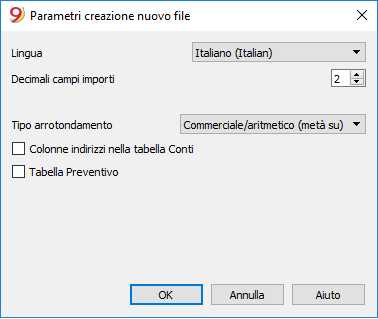 Parametri creazione nuovo file
Lingua Italiano (Italian)
Decimali campi importi 2
Tipo arrotondamento Commerciale/aritmetico (metà su)
Colonne indirizzi nella tabella Conti
Tabella Preventivo
OK Annulla Aiuto